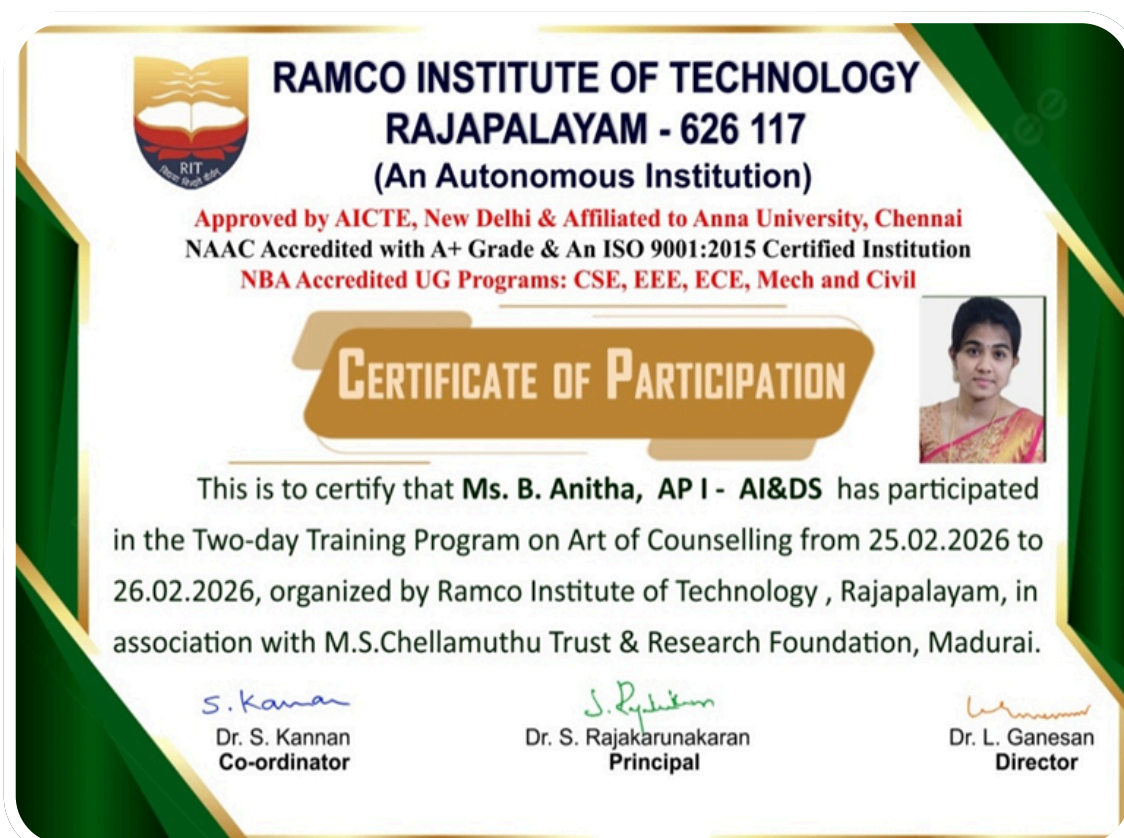 RAMCO INSTITUTE OF TECHNOLOGY
RAJAPALAYAM - 626 117
(An Autonomous Institution)
RIT
Approved by AICTE, New Delhi & Affiliated to Anna University, Chennai
NAAC Accredited with A+ Grade & An ISO 9001:2015 Certified Institution
NBA Accredited UG Programs: CSE, EEE, ECE, Mech and Civil
CERTIFICATE OF PARTICIPATION
This is to certify that Ms. B. Anitha, AP I - AI&DS has participated
in the Two-day Training Program on Art of Counselling from 25.02.2026 to
26.02.2026, organized by Ramco Institute of Technology , Rajapalayam, in
association with M.S.Chellamuthu Trust & Research Foundation, Madurai.
S. Kannan
Dr. S. Kannan
Co-ordinator
Dr. S. Rajakarunakaran
Principal
Dr. L. Ganesan
Director